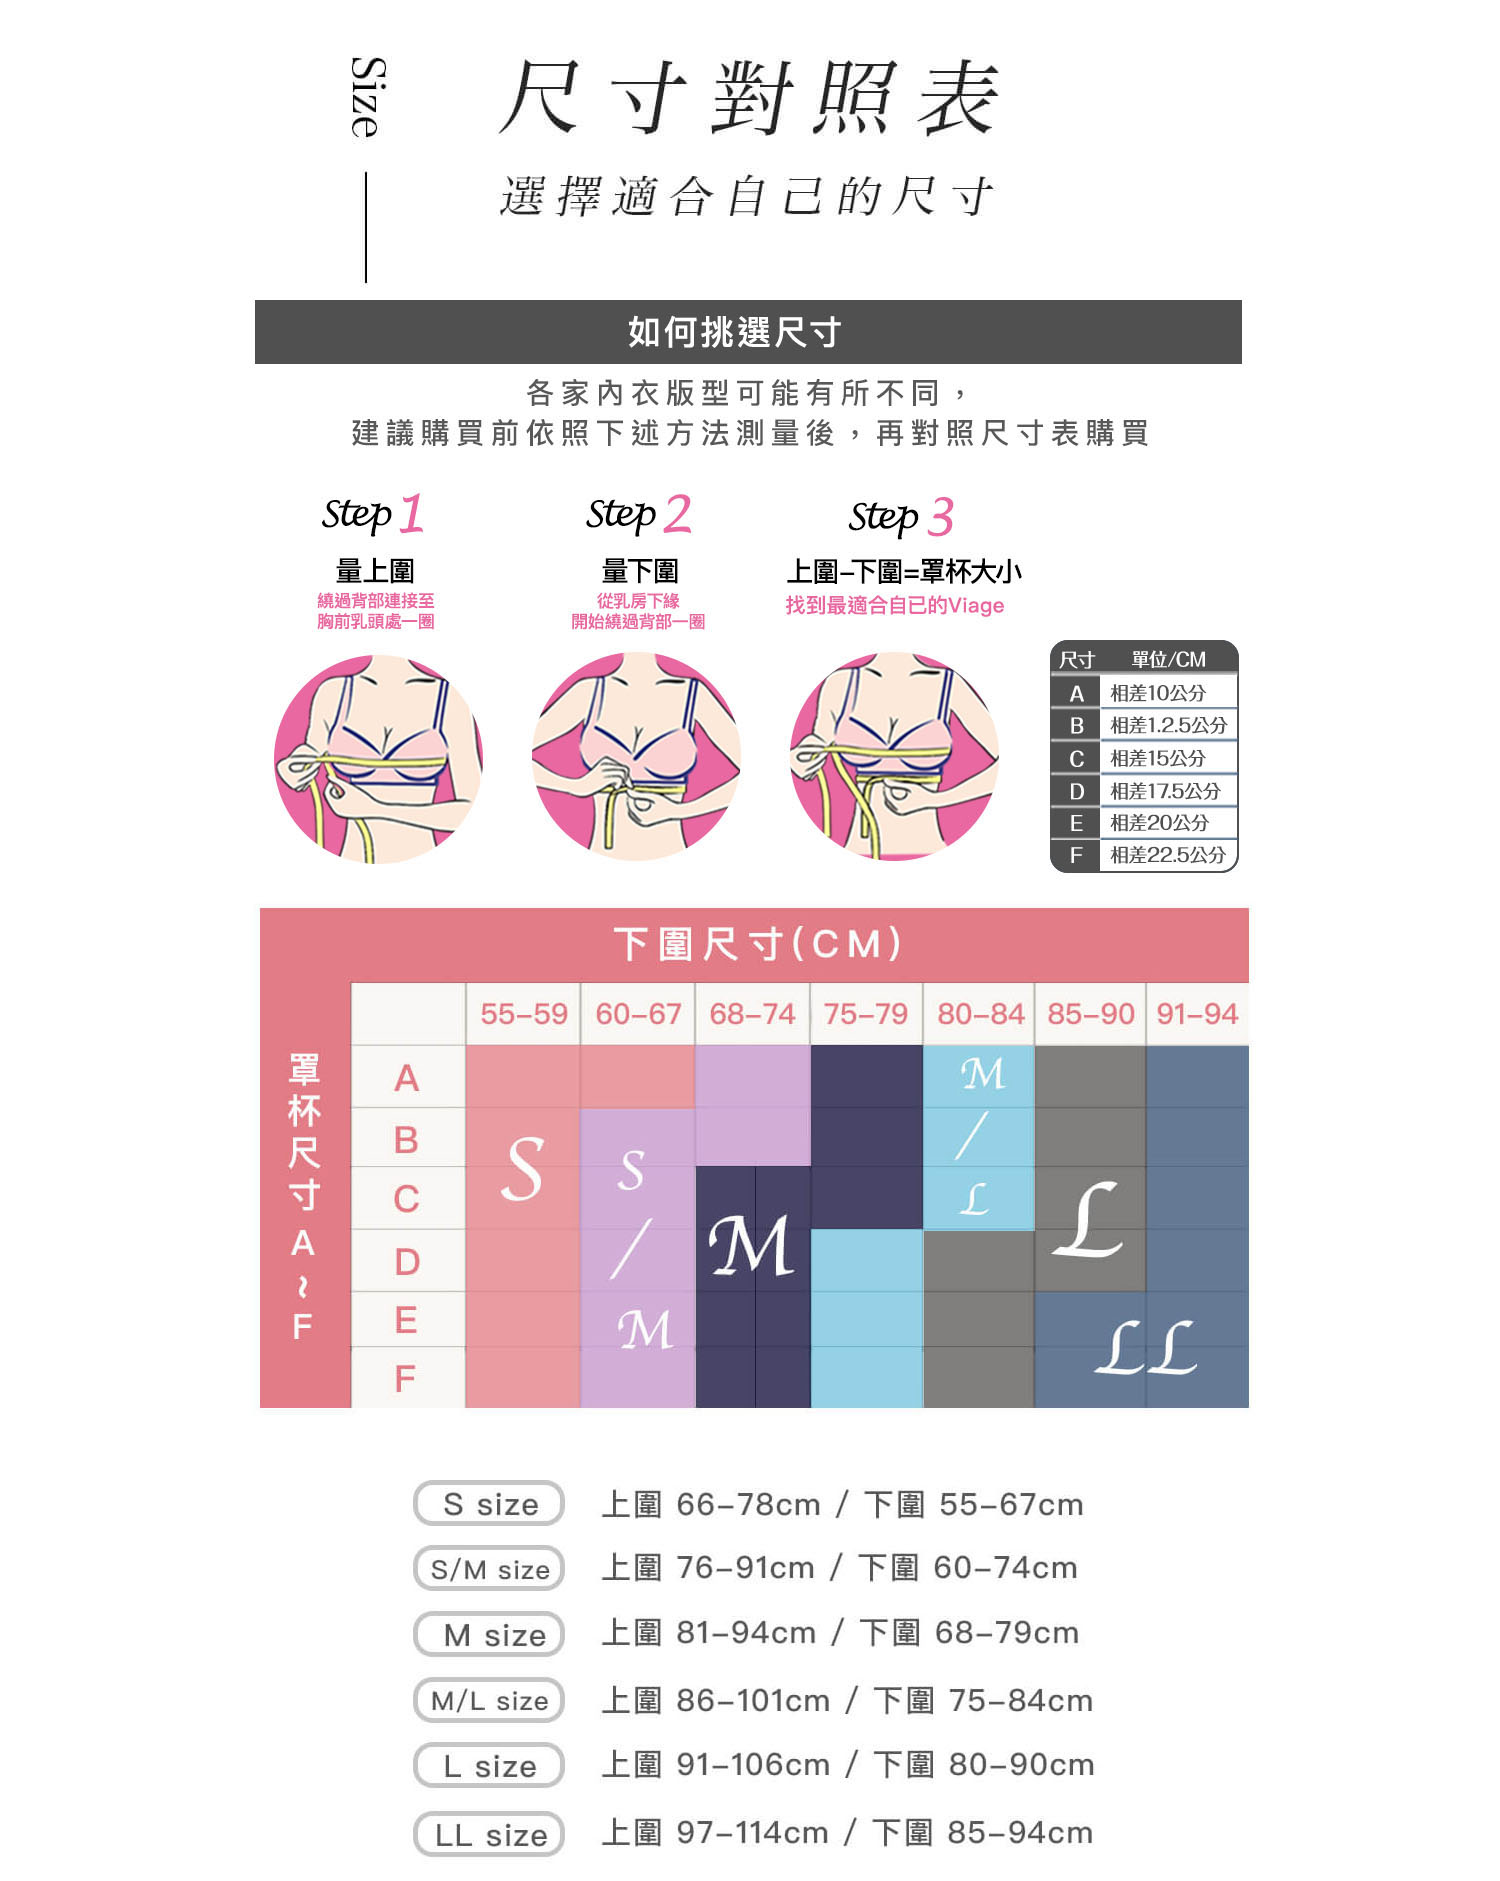 Size
尺寸對照表
選擇適合自己的尺寸
如何挑選尺寸
各家內衣版型可能有所不同，
建議購買前依照下述方法測量後，再對照尺寸表購買
Step 1
量上圍
繞過背部連接至
胸前乳頭處一圈
Step 2
量下圍
從乳房下緣
開始繞過背部一圈
Step 3
上圍–下圍=罩杯大小
找到最適合自已的Viage
尺寸 單位/CM
A 相差10公分
B 相差1.2.5公分
C 相差15公分
D 相差17.5公分
E 相差20公分
F 相差22.5公分
下圍尺寸(CM)
55–59 60–67 68–74 75–79 80–84 85–90 91–94
罩杯尺寸A~F
A
B
C
D
E
F
S
S/M
M
M/L
L
LL
S size 上圍 66–78cm / 下圍 55–67cm
S/M size 上圍 76–91cm / 下圍 60–74cm
M size 上圍 81–94cm / 下圍 68–79cm
M/L size 上圍 86–101cm / 下圍 75–84cm
L size 上圍 91–106cm / 下圍 80–90cm
LL size 上圍 97–114cm / 下圍 85–94cm